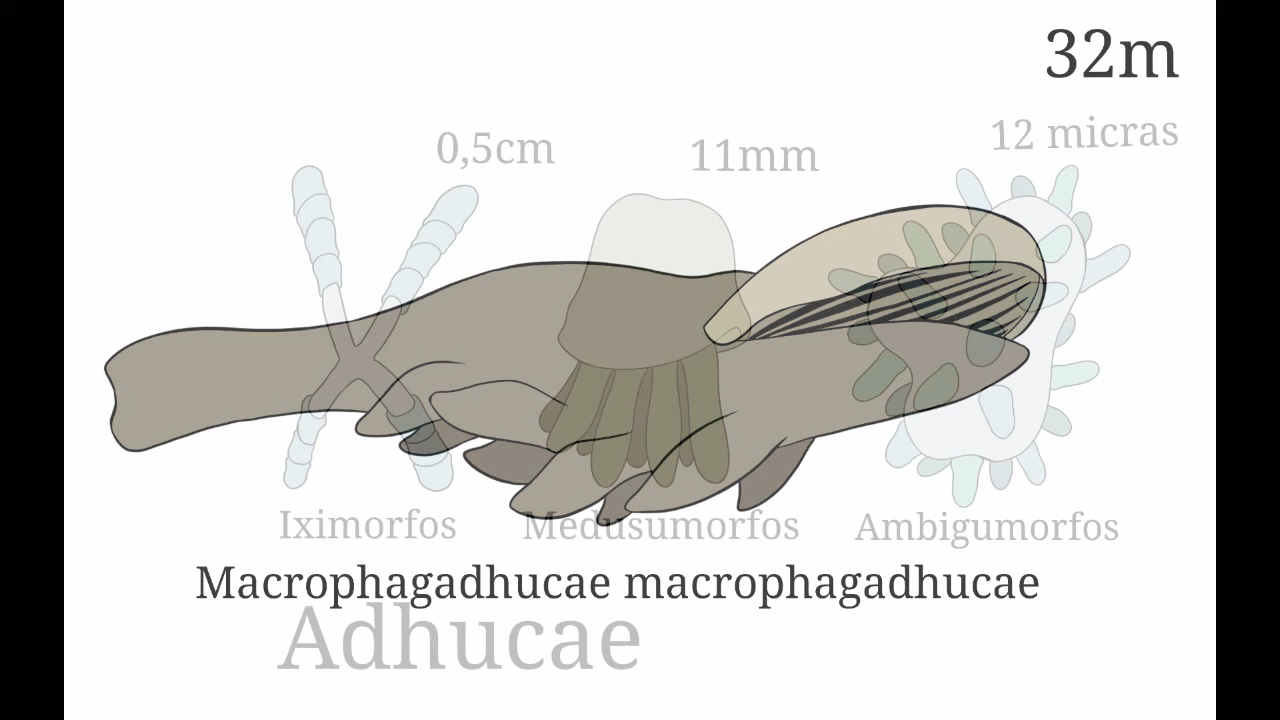 32m
0,5cm
11mm
12 micras
Iximorfos
Medusumorfos
Ambigumorfos
Macrophagadhucae macrophagadhucae
Adhucae